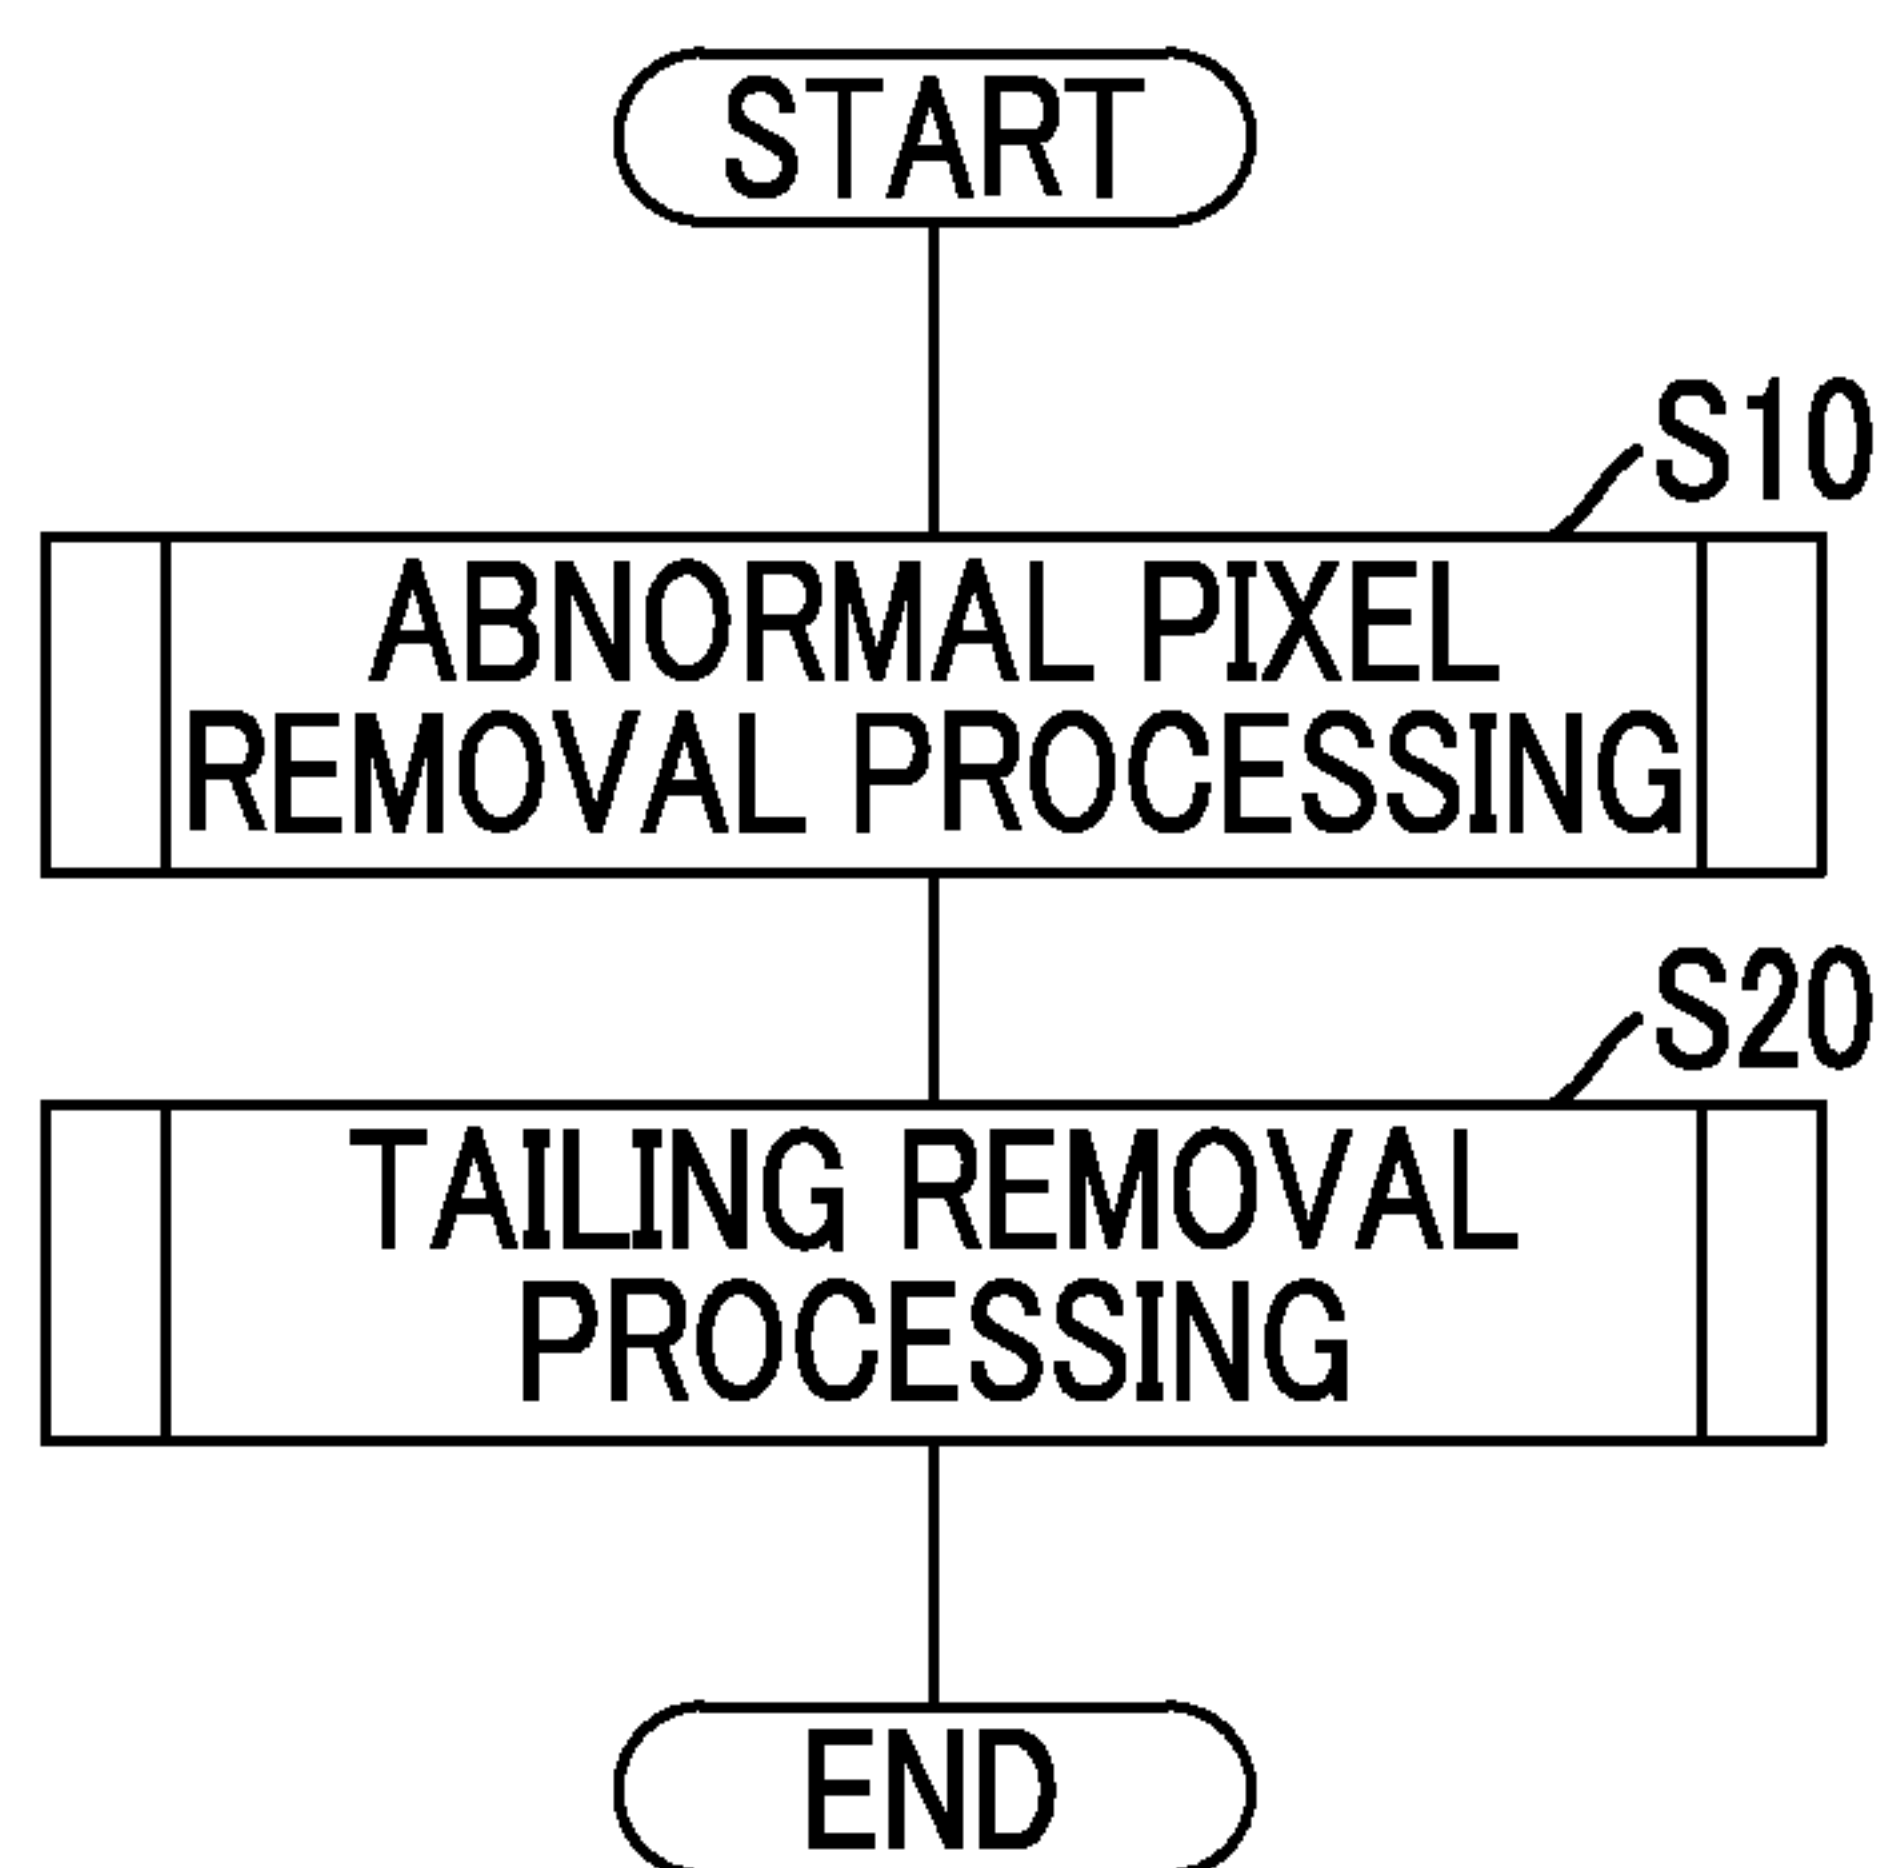 START
S10
ABNORMAL PIXEL
REMOVAL PROCESSING
S20
TAILING REMOVAL
PROCESSING
END